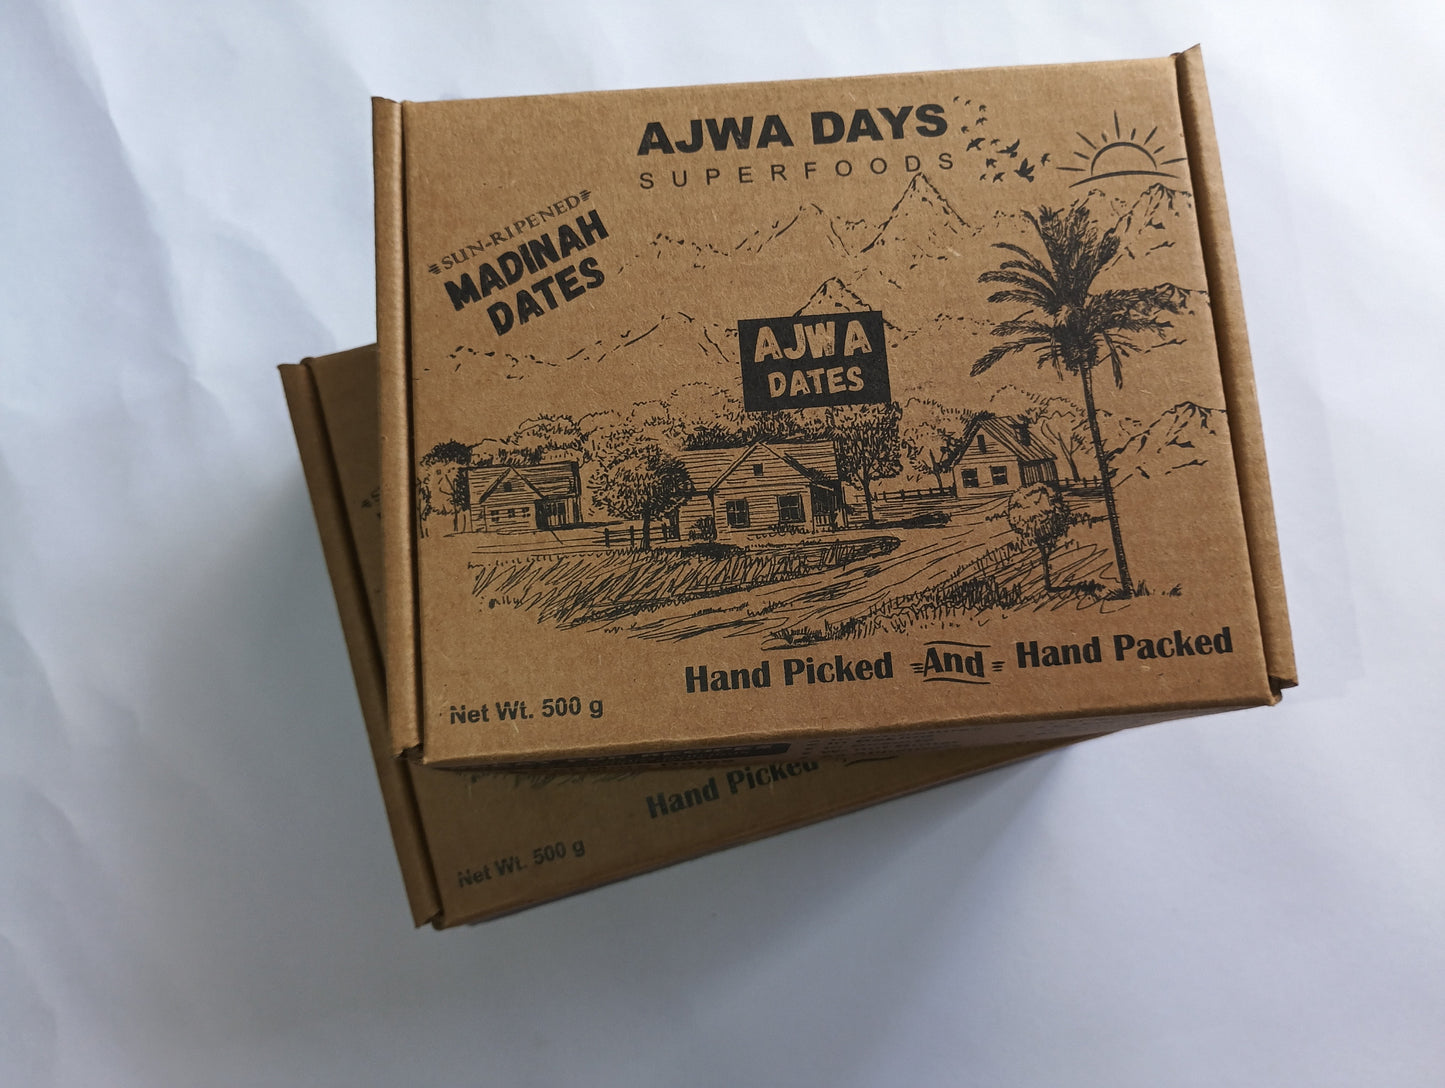 AJWA DAYS
SUPERFOODS
SUN-RIPENED
MADINAH
DATES
AJWA
DATES
Hand Picked And Hand Packed
Net Wt. 500 g
Hand Picked
Net Wt. 500 g